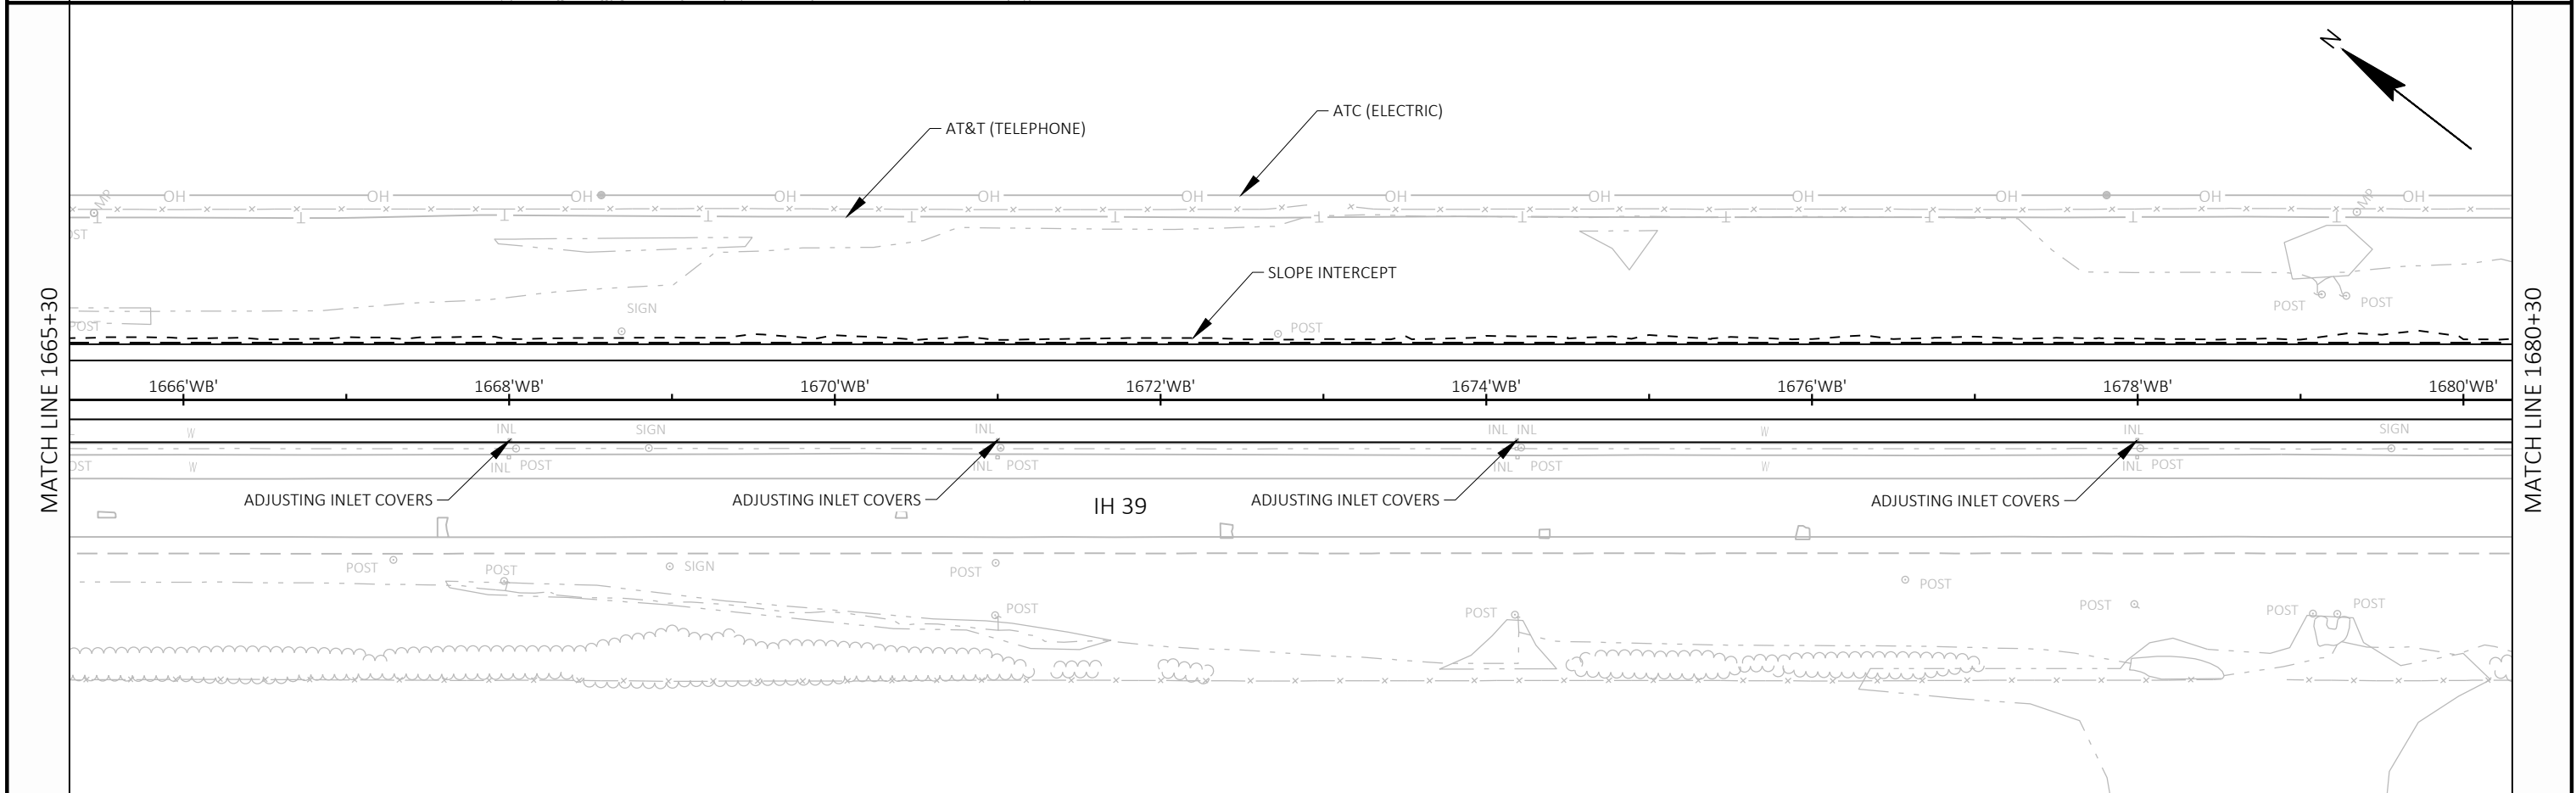 N
ATC (ELECTRIC)
AT&T (TELEPHONE)
OH OH OH OH OH OH OH OH OH OH OH OH
MP MP
OST
SLOPE INTERCEPT
POST POST
SIGN
POST POST
MATCH LINE 1665+30
MATCH LINE 1680+30
1666'WB' 1668'WB' 1670'WB' 1672'WB' 1674'WB' 1676'WB' 1678'WB' 1680'WB'
W INL SIGN INL INL INL W INL SIGN
OST W INL POST INL POST INL POST W INL POST
ADJUSTING INLET COVERS ADJUSTING INLET COVERS ADJUSTING INLET COVERS ADJUSTING INLET COVERS
IH 39
POST POST SIGN POST POST
POST POST POST POST POST